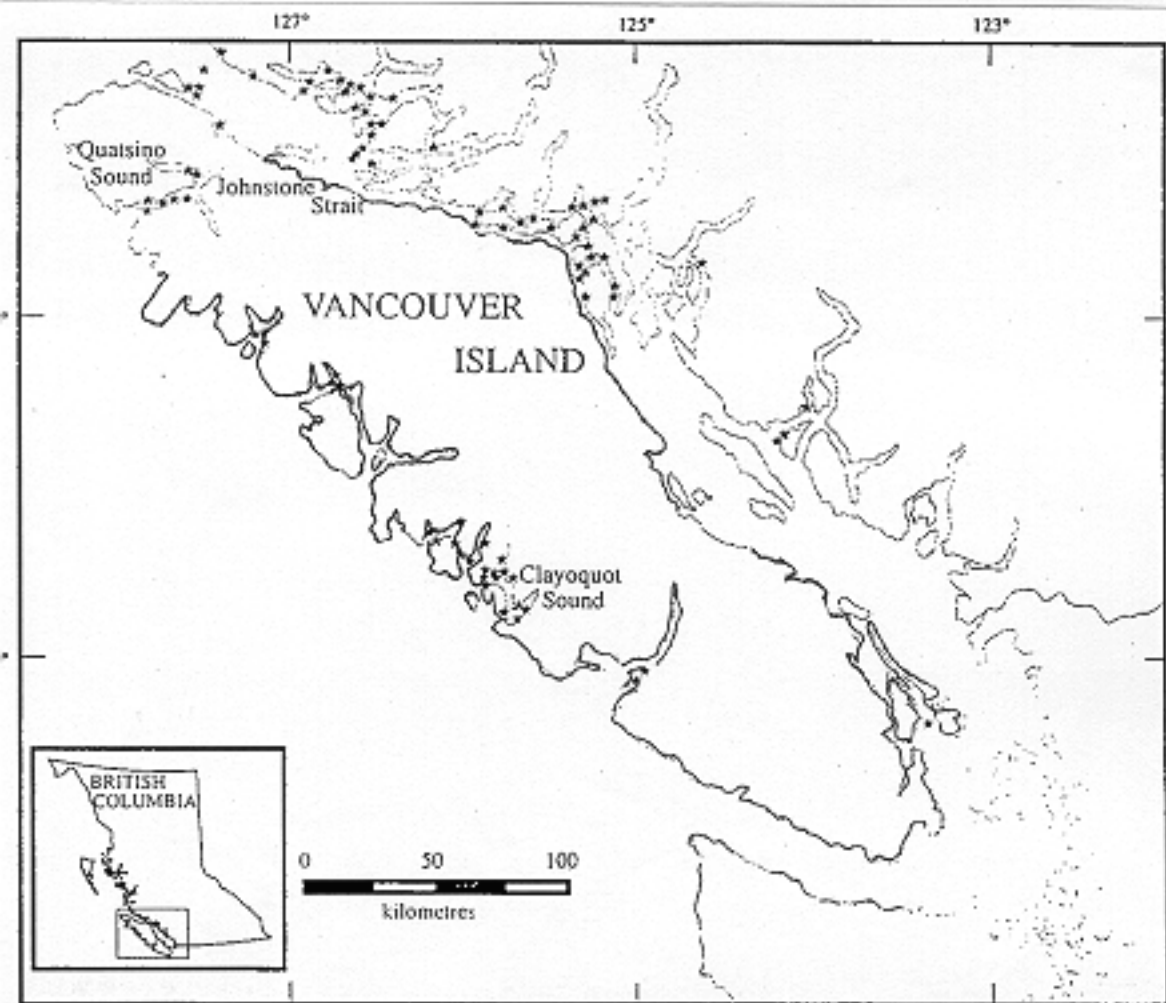 127°
125°
123°
Quatsino
Sound
Johnstone
Strait
VANCOUVER
ISLAND
Clayoquot
Sound
BRITISH
COLUMBIA
0 50 100
kilometres